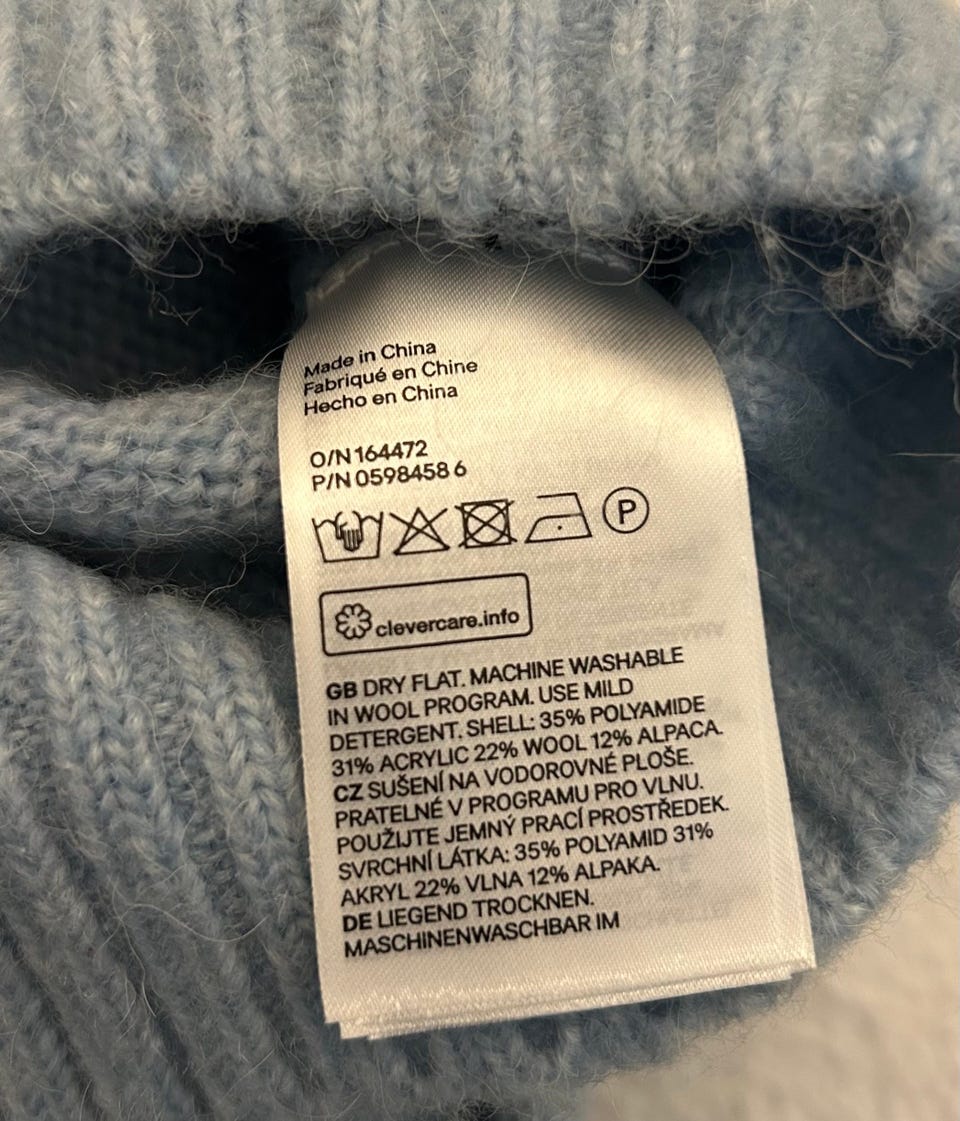 Made in China
Fabriqué en Chine
Hecho en China
O/N 164472
P/N 0598458 6
P
clevercare.info
GB DRY FLAT. MACHINE WASHABLE
IN WOOL PROGRAM. USE MILD
DETERGENT. SHELL: 35% POLYAMIDE
31% ACRYLIC 22% WOOL 12% ALPACA.
CZ SUŠENÍ NA VODOROVNÉ PLOŠE.
PRATELNÉ V PROGRAMU PRO VLNU.
POUŽIJTE JEMNÝ PRACÍ PROSTŘEDEK.
SVRCHNÍ LÁTKA: 35% POLYAMID 31%
AKRYL 22% VLNA 12% ALPAKA.
DE LIEGEND TROCKNEN.
MASCHINENWASCHBAR IM